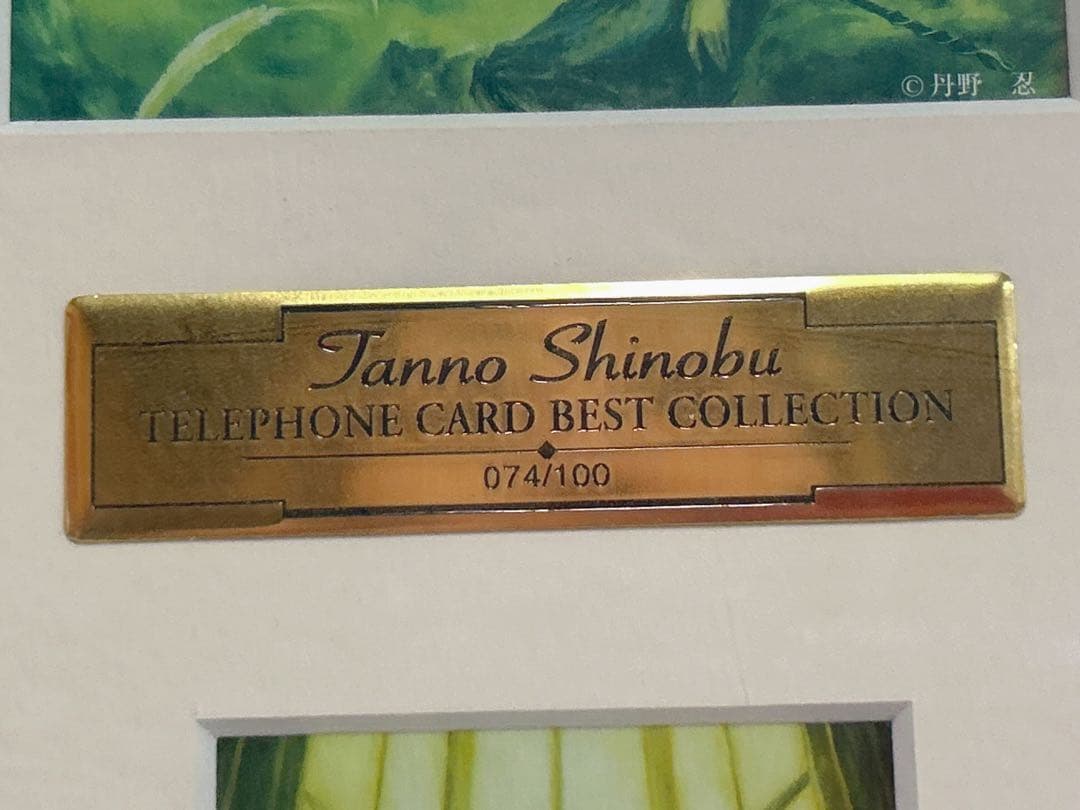 © 丹野 忍
Tanno Shinobu
TELEPHONE CARD BEST COLLECTION
074/100